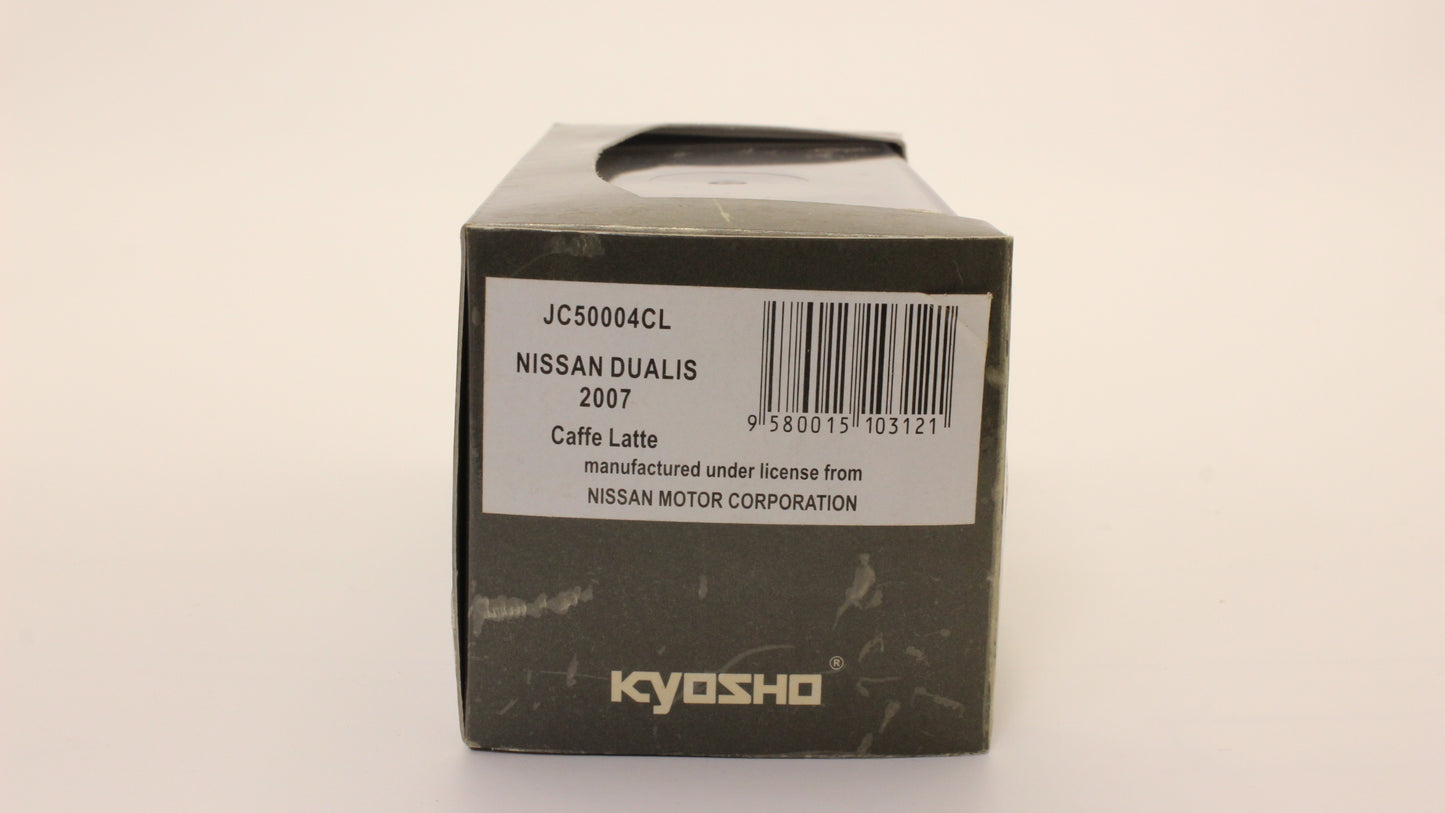 JC50004CL
NISSAN DUALIS
2007
Caffe Latte
9 580015 103121
manufactured under license from
NISSAN MOTOR CORPORATION
KYOSHO®